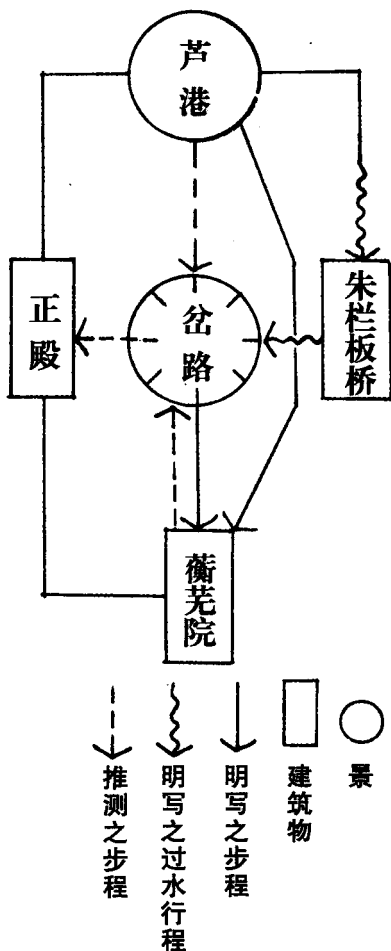 芦港
正殿
岔路
朱栏板桥
蘅芜院
景
建筑物
明写之步程
明写之过水行程
推测之步程